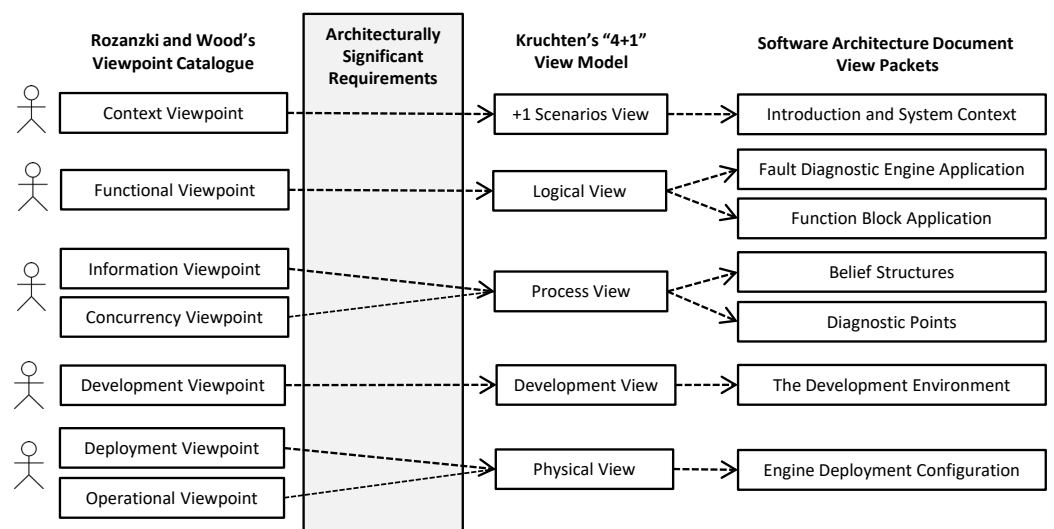 Rozanzki and Wood's
Viewpoint Catalogue
Architecturally
Significant
Requirements
Kruchten's “4+1”
View Model
Software Architecture Document
View Packets
Context Viewpoint
+1 Scenarios View
Introduction and System Context
Functional Viewpoint
Logical View
Fault Diagnostic Engine Application
Function Block Application
Information Viewpoint
Concurrency Viewpoint
Process View
Belief Structures
Diagnostic Points
Development Viewpoint
Development View
The Development Environment
Deployment Viewpoint
Operational Viewpoint
Physical View
Engine Deployment Configuration